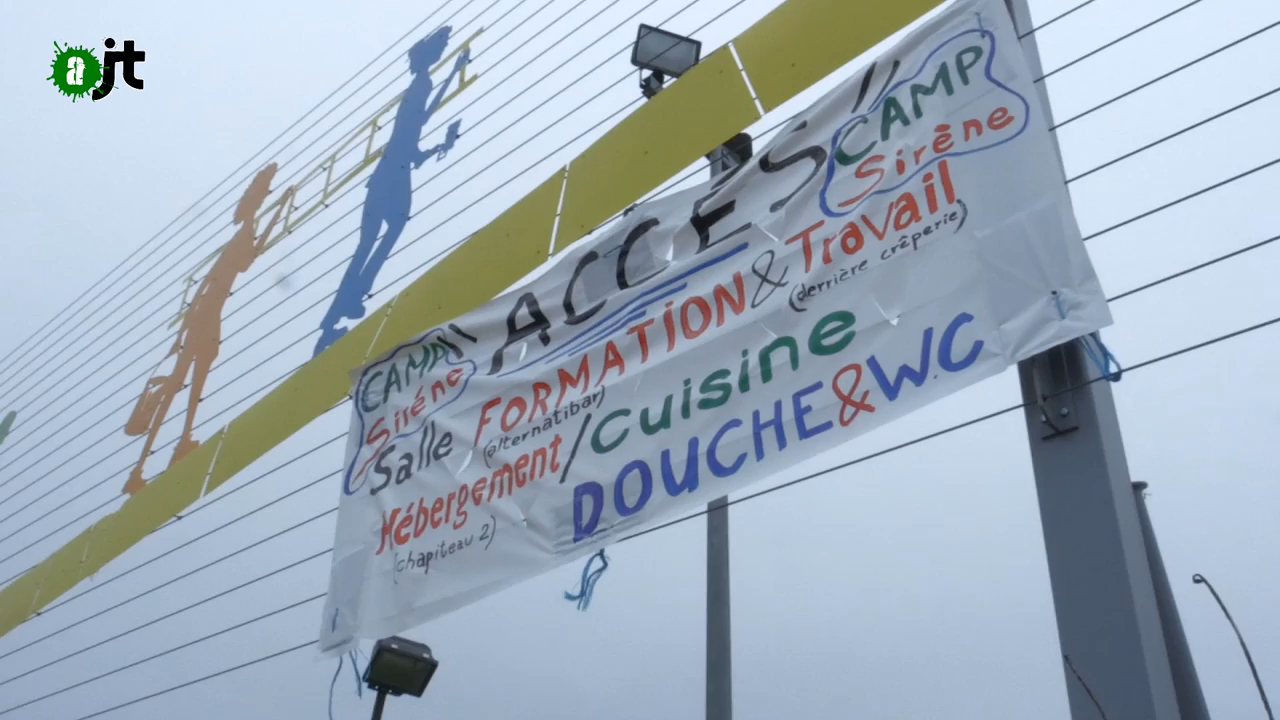 ajt
CAMP Sirène \\ ACCÈS // CAMP Sirène
Salle FORMATION & Travail
(alternatibar) (derrière crêperie)
Hébergement / Cuisine
(chapiteau 2)
DOUCHE & W.C